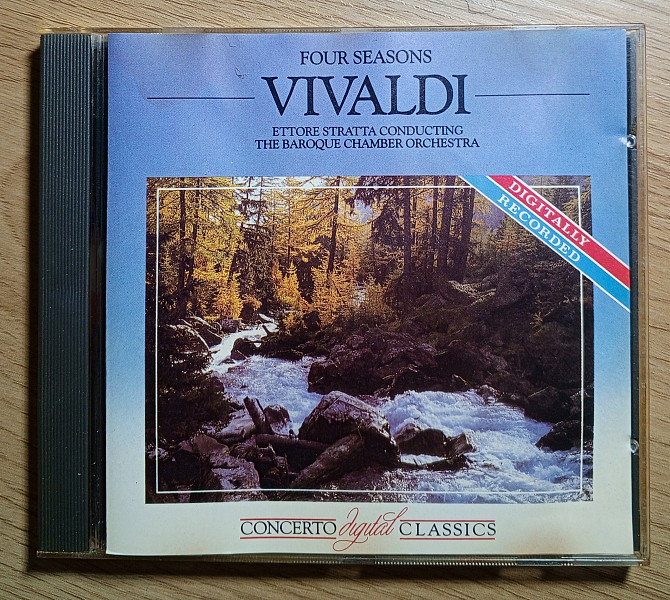 FOUR SEASONS
VIVALDI
ETTORE STRATTA CONDUCTING
THE BAROQUE CHAMBER ORCHESTRA
DIGITALLY
RECORDED
CONCERTO digital CLASSICS